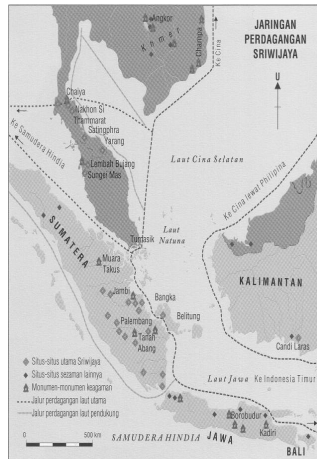 JARINGAN
PERDAGANGAN
SRIWIJAYA
U
Angkor
Khmer
Champa
Ke Cina
Chaiya
Nakhon Si
Thammarat
Satingphra
Yarang
Ke Samudera Hindia
Lembah Bujang
Sungei Mas
Laut Cina Selatan
Ke Cina lewat Philipina
SUMATERA
Tumasik
Laut
Natuna
Muara
Takus
KALIMANTAN
Jambi
Bangka
Belitung
Palembang
Tanah
Abang
Candi Laras
Situs-situs utama Sriwijaya
Situs-situs sezaman lainnya
Monumen-monumen keagamaan
Jalur perdagangan laut utama
Jalur perdagangan laut pendukung
Laut Jawa
Ke Indonesia Timur
0 500 km
SAMUDERA HINDIA
JAWA
Borobudur
Kadiri
BALI